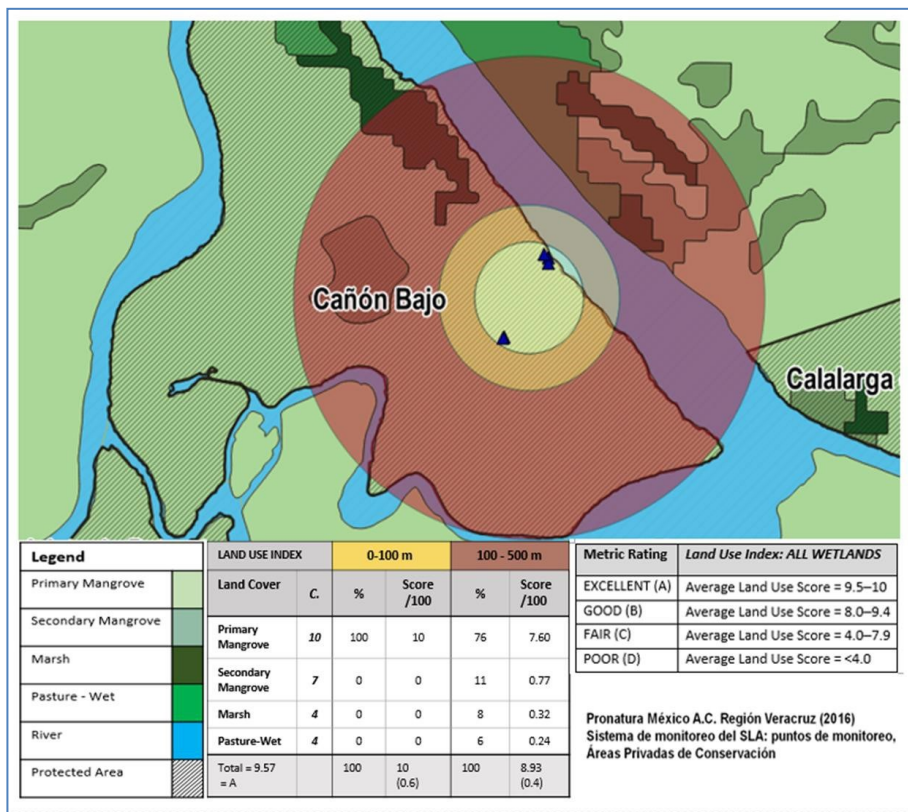 Cañón Bajo
Calalarga
Legend
Primary Mangrove
Secondary Mangrove
Marsh
Pasture - Wet
River
Protected Area
LAND USE INDEX 0-100 m 100 - 500 m
Land Cover C. % Score /100 % Score /100
Primary Mangrove 10 100 10 76 7.60
Secondary Mangrove 7 0 0 11 0.77
Marsh 4 0 0 8 0.32
Pasture-Wet 4 0 0 6 0.24
Total = 9.57 = A 100 10 (0.6) 100 8.93 (0.4)
Metric Rating Land Use Index: ALL WETLANDS
EXCELLENT (A) Average Land Use Score = 9.5–10
GOOD (B) Average Land Use Score = 8.0–9.4
FAIR (C) Average Land Use Score = 4.0–7.9
POOR (D) Average Land Use Score = <4.0
Pronatura México A.C. Región Veracruz (2016)
Sistema de monitoreo del SLA: puntos de monitoreo,
Áreas Privadas de Conservación